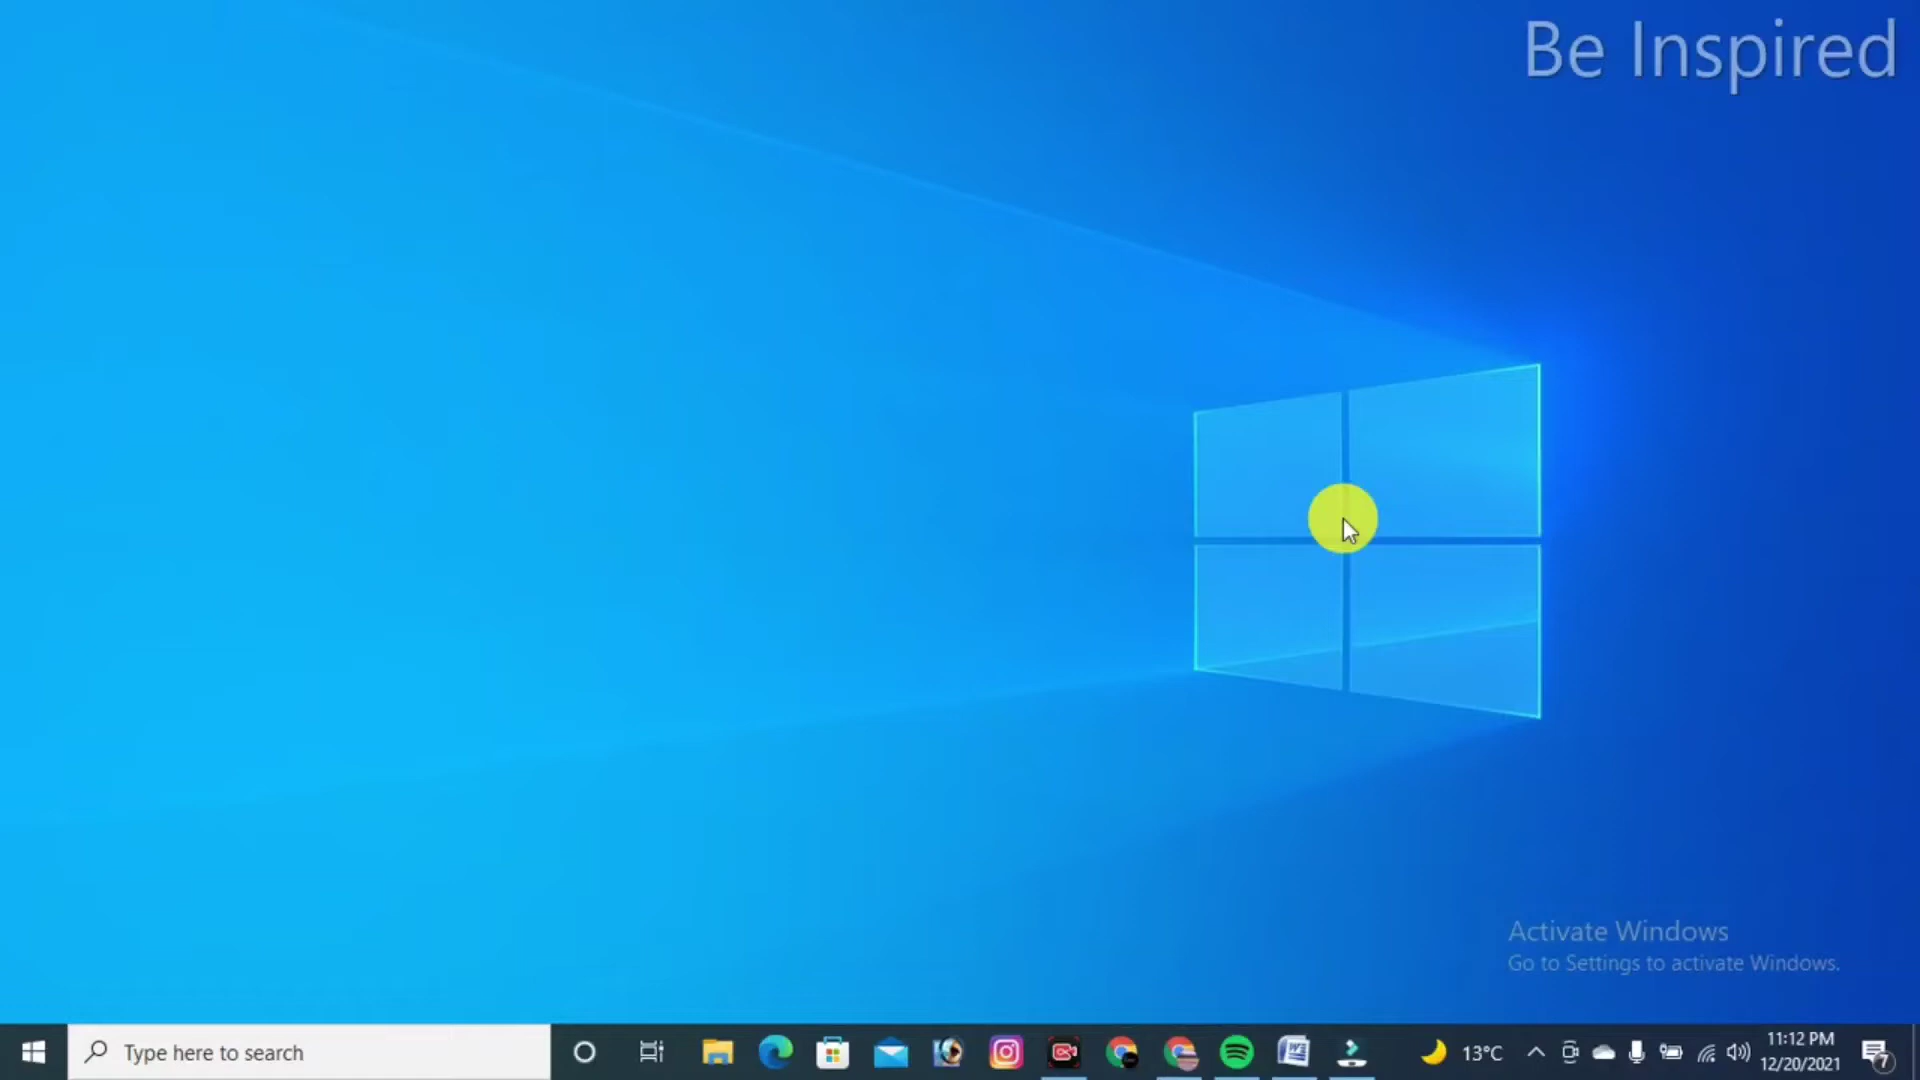 Be Inspired
Activate Windows
Go to Settings to activate Windows.
Type here to search
13°C
11:12 PM
12/20/2021
7